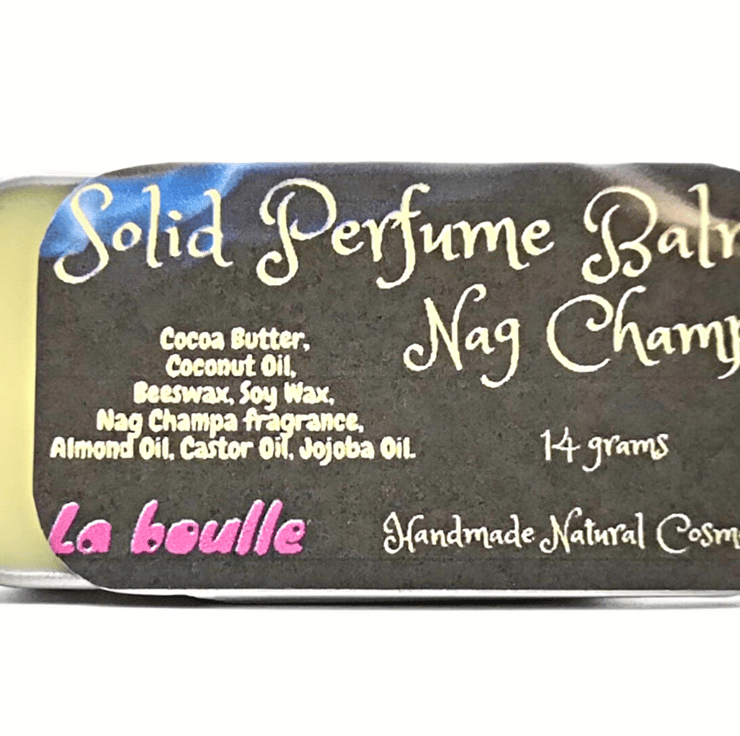 Solid Perfume Bal
Nag Champ
Cocoa Butter,
Coconut Oil,
Beeswax, Soy Wax,
Nag Champa fragrance,
Almond Oil, Castor Oil, Jojoba Oil.
14 grams
La boulle
Handmade Natural Cosm